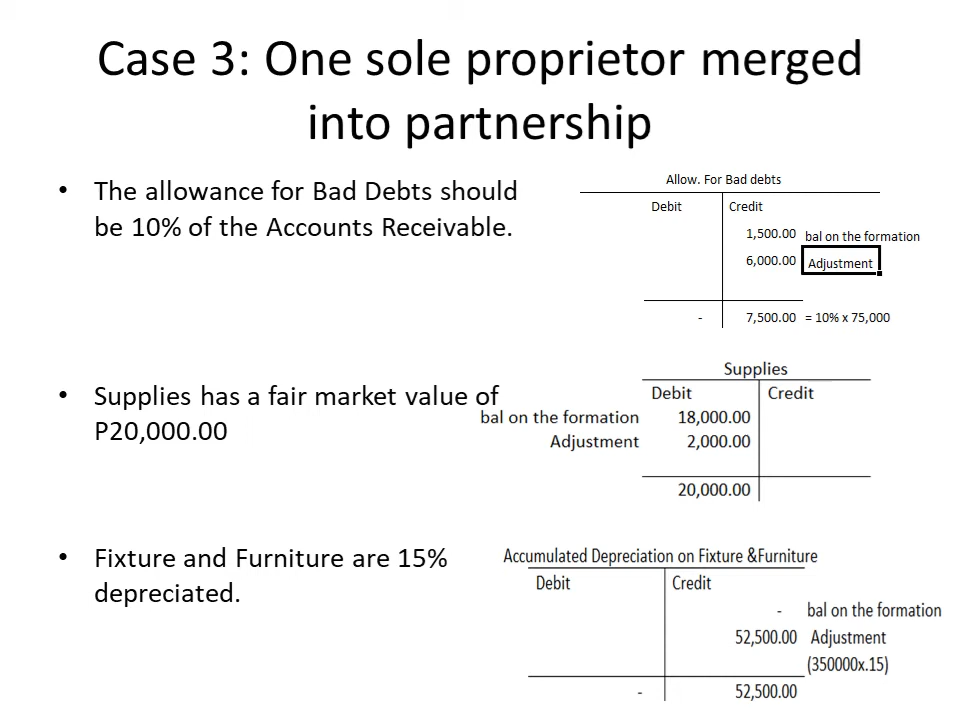 Case 3: One sole proprietor merged
into partnership
• The allowance for Bad Debts should
be 10% of the Accounts Receivable.
Allow. For Bad debts
Debit Credit
1,500.00 bal on the formation
6,000.00 Adjustment
- 7,500.00 = 10% x 75,000
• Supplies has a fair market value of
P20,000.00
Supplies
Debit Credit
bal on the formation 18,000.00
Adjustment 2,000.00
20,000.00
• Fixture and Furniture are 15%
depreciated.
Accumulated Depreciation on Fixture &Furniture
Debit Credit
- bal on the formation
52,500.00 Adjustment
(350000x.15)
- 52,500.00